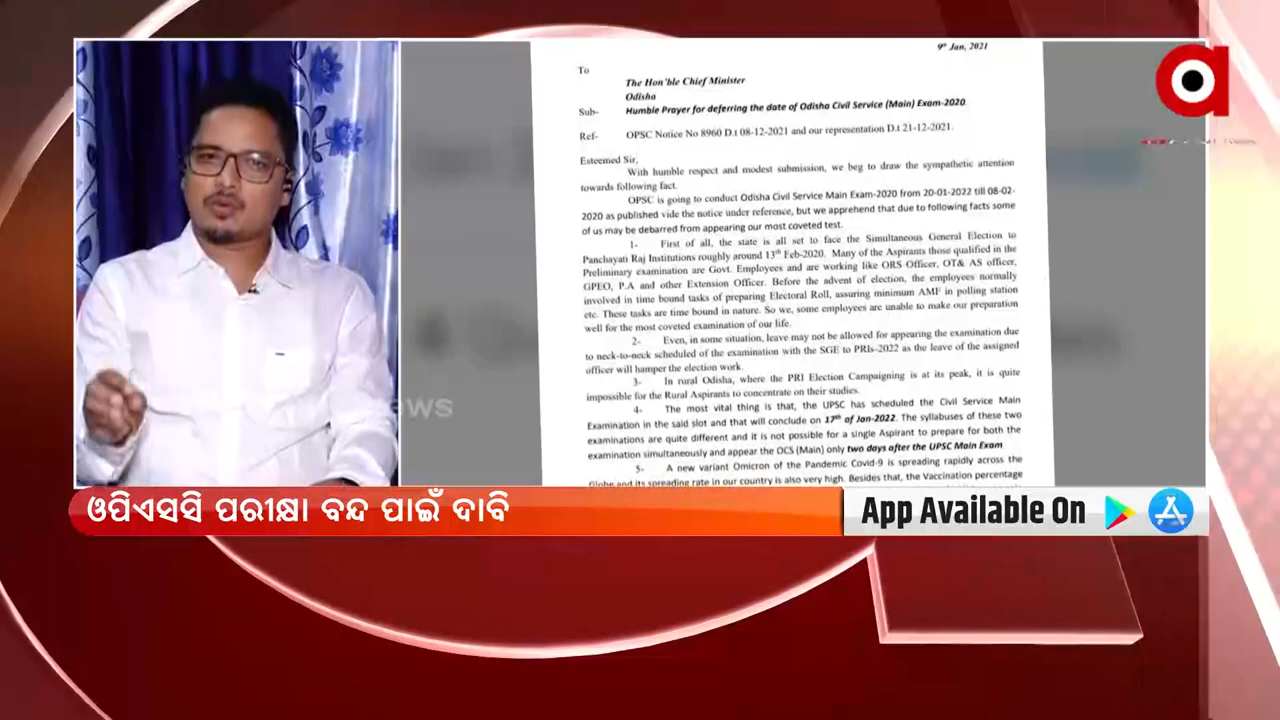 9th Jan, 2021
To
The Hon'ble Chief Minister
Odisha
Sub- Humble Prayer for deferring the date of Odisha Civil Service (Main) Exam-2020
Ref- OPSC Notice No 8960 D.t 08-12-2021 and our representation D.t 21-12-2021.
Esteemed Sir,
With humble respect and modest submission, we beg to draw the sympathetic attention
towards following fact.
OPSC is going to conduct Odisha Civil Service Main Exam-2020 from 20-01-2022 till 08-02-
2020 as published vide the notice under reference, but we apprehend that due to following facts some
of us may be debarred from appearing our most coveted test.
1- First of all, the state is all set to face the Simultaneous General Election to
Panchayati Raj Institutions roughly around 13th Feb-2020. Many of the Aspirants those qualified in the
Preliminary examination are Govt. Employees and are working like ORS Officer, OT& AS officer,
GPEO, P.A and other Extension Officer. Before the advent of election, the employees normally
involved in time bound tasks of preparing Electoral Roll, assuring minimum AMF in polling station
etc. These tasks are time bound in nature. So we, some employees are unable to make our preparation
well for the most coveted examination of our life.
2- Even, in some situation, leave may not be allowed for appearing the examination due
to neck-to-neck scheduled of the examination with the SGE to PRIs-2022 as the leave of the assigned
officer will hamper the election work.
3- In rural Odisha, where the PRI Election Campaigning is at its peak, it is quite
impossible for the Rural Aspirants to concentrate on their studies.
4- The most vital thing is that, the UPSC has scheduled the Civil Service Main
Examination in the said slot and that will conclude on 17th of Jan-2022. The syllabuses of these two
examinations are quite different and it is not possible for a single Aspirant to prepare for both the
examination simultaneously and appear the OCS (Main) only two days after the UPSC Main Exam
5- A new variant Omicron of the Pandemic Covid-9 is spreading rapidly across the
Globe and its spreading rate in our country is also very high. Besides that, the Vaccination percentage
ews
ଓପିଏସସି ପରୀକ୍ଷା ବନ୍ଦ ପାଇଁ ଦାବି
App Available On